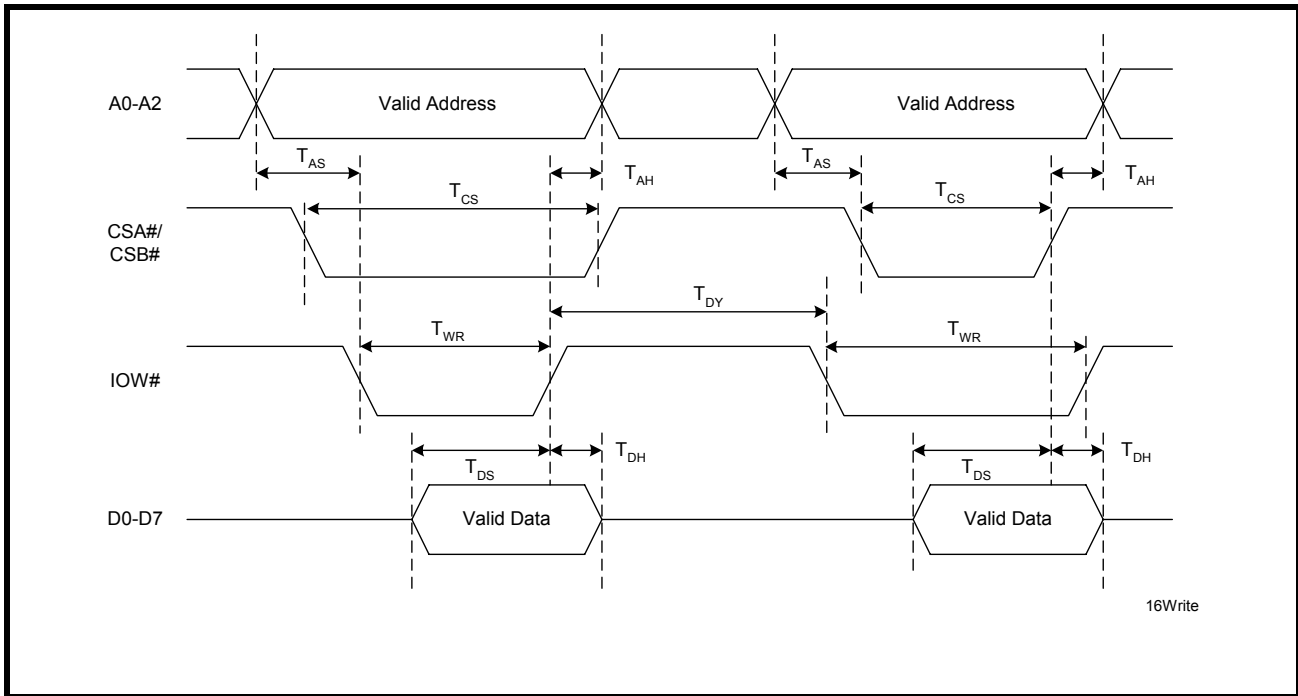 A0-A2
Valid Address
Valid Address
TAS
TAH
TAS
TAH
TCS
TCS
CSA#/
CSB#
TDY
TWR
TWR
IOW#
TDS
TDH
TDS
TDH
D0-D7
Valid Data
Valid Data
16Write